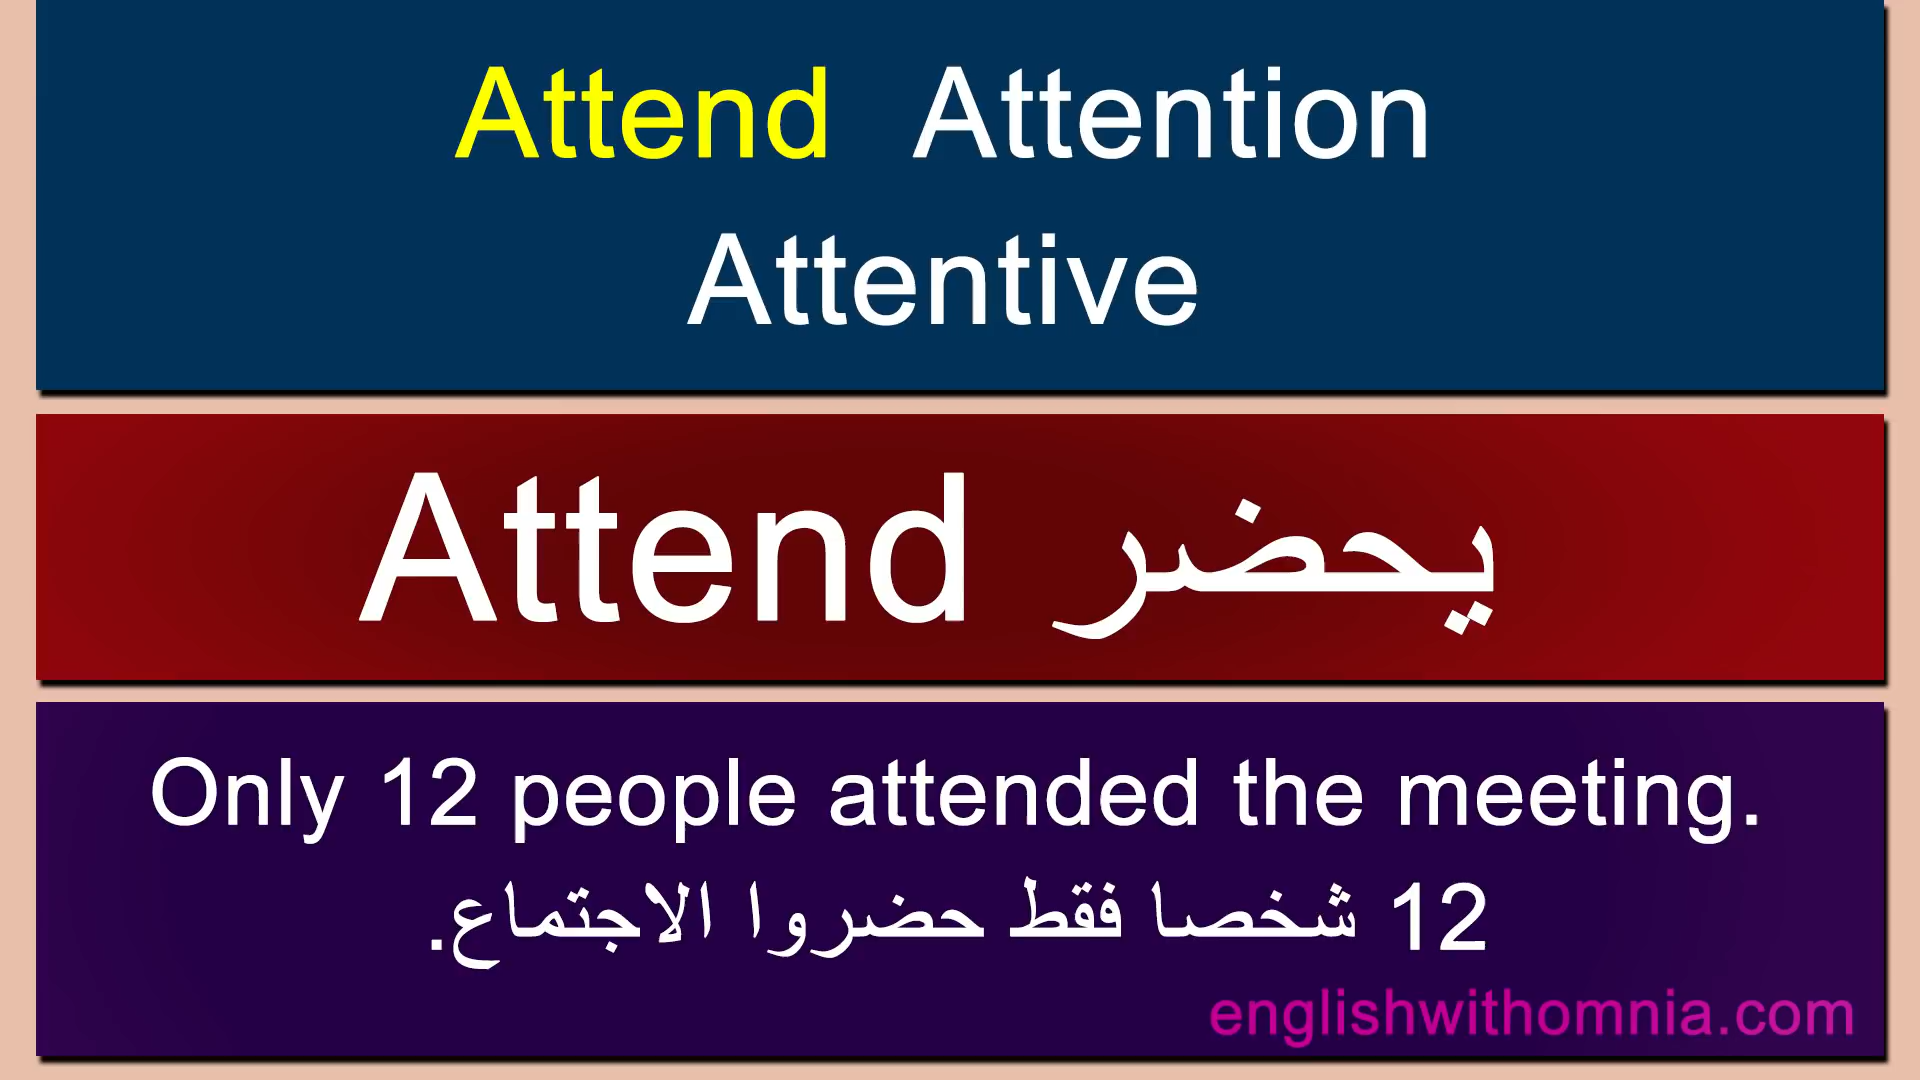 Attend Attention
Attentive
Attend يحضر
Only 12 people attended the meeting.
12 شخصا فقط حضروا الاجتماع.
englishwithomnia.com